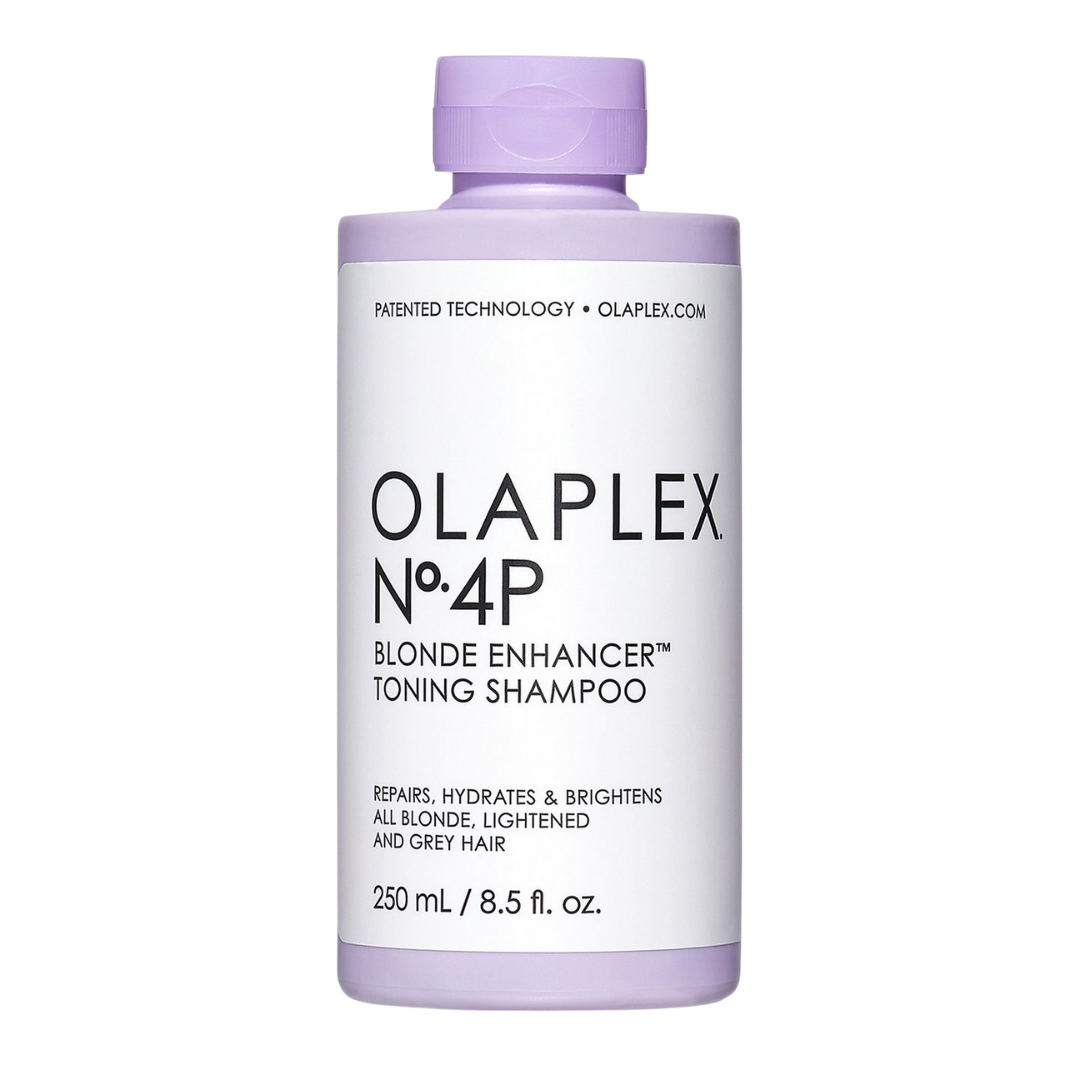 PATENTED TECHNOLOGY • OLAPLEX.COM
OLAPLEX.
Nº.4P
BLONDE ENHANCER™
TONING SHAMPOO
REPAIRS, HYDRATES & BRIGHTENS
ALL BLONDE, LIGHTENED
AND GREY HAIR
250 mL / 8.5 fl. oz.